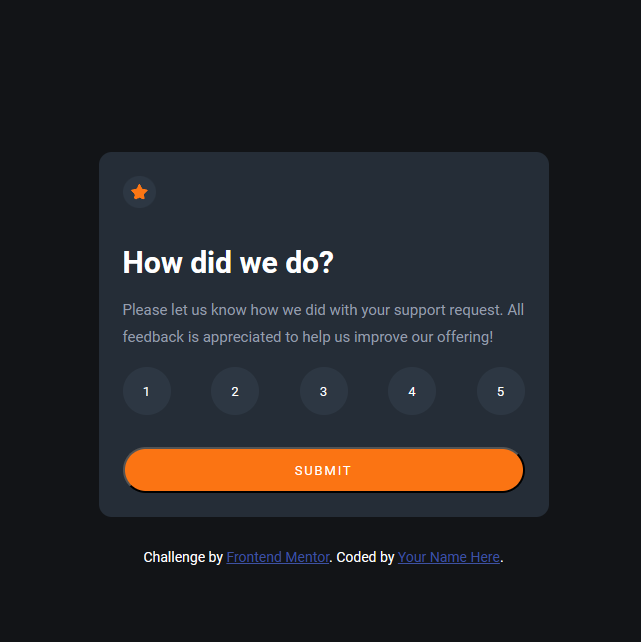 How did we do?
Please let us know how we did with your support request. All
feedback is appreciated to help us improve our offering!
1 2 3 4 5
SUBMIT
Challenge by Frontend Mentor. Coded by Your Name Here.